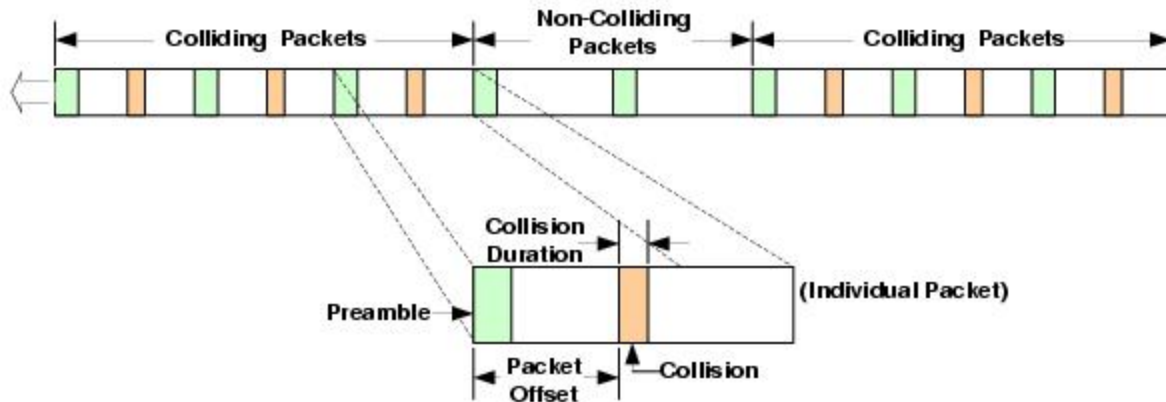 Colliding Packets
Non-Colliding
Packets
Colliding Packets
Collision
Duration
(Individual Packet)
Preamble
Packet
Offset
Collision